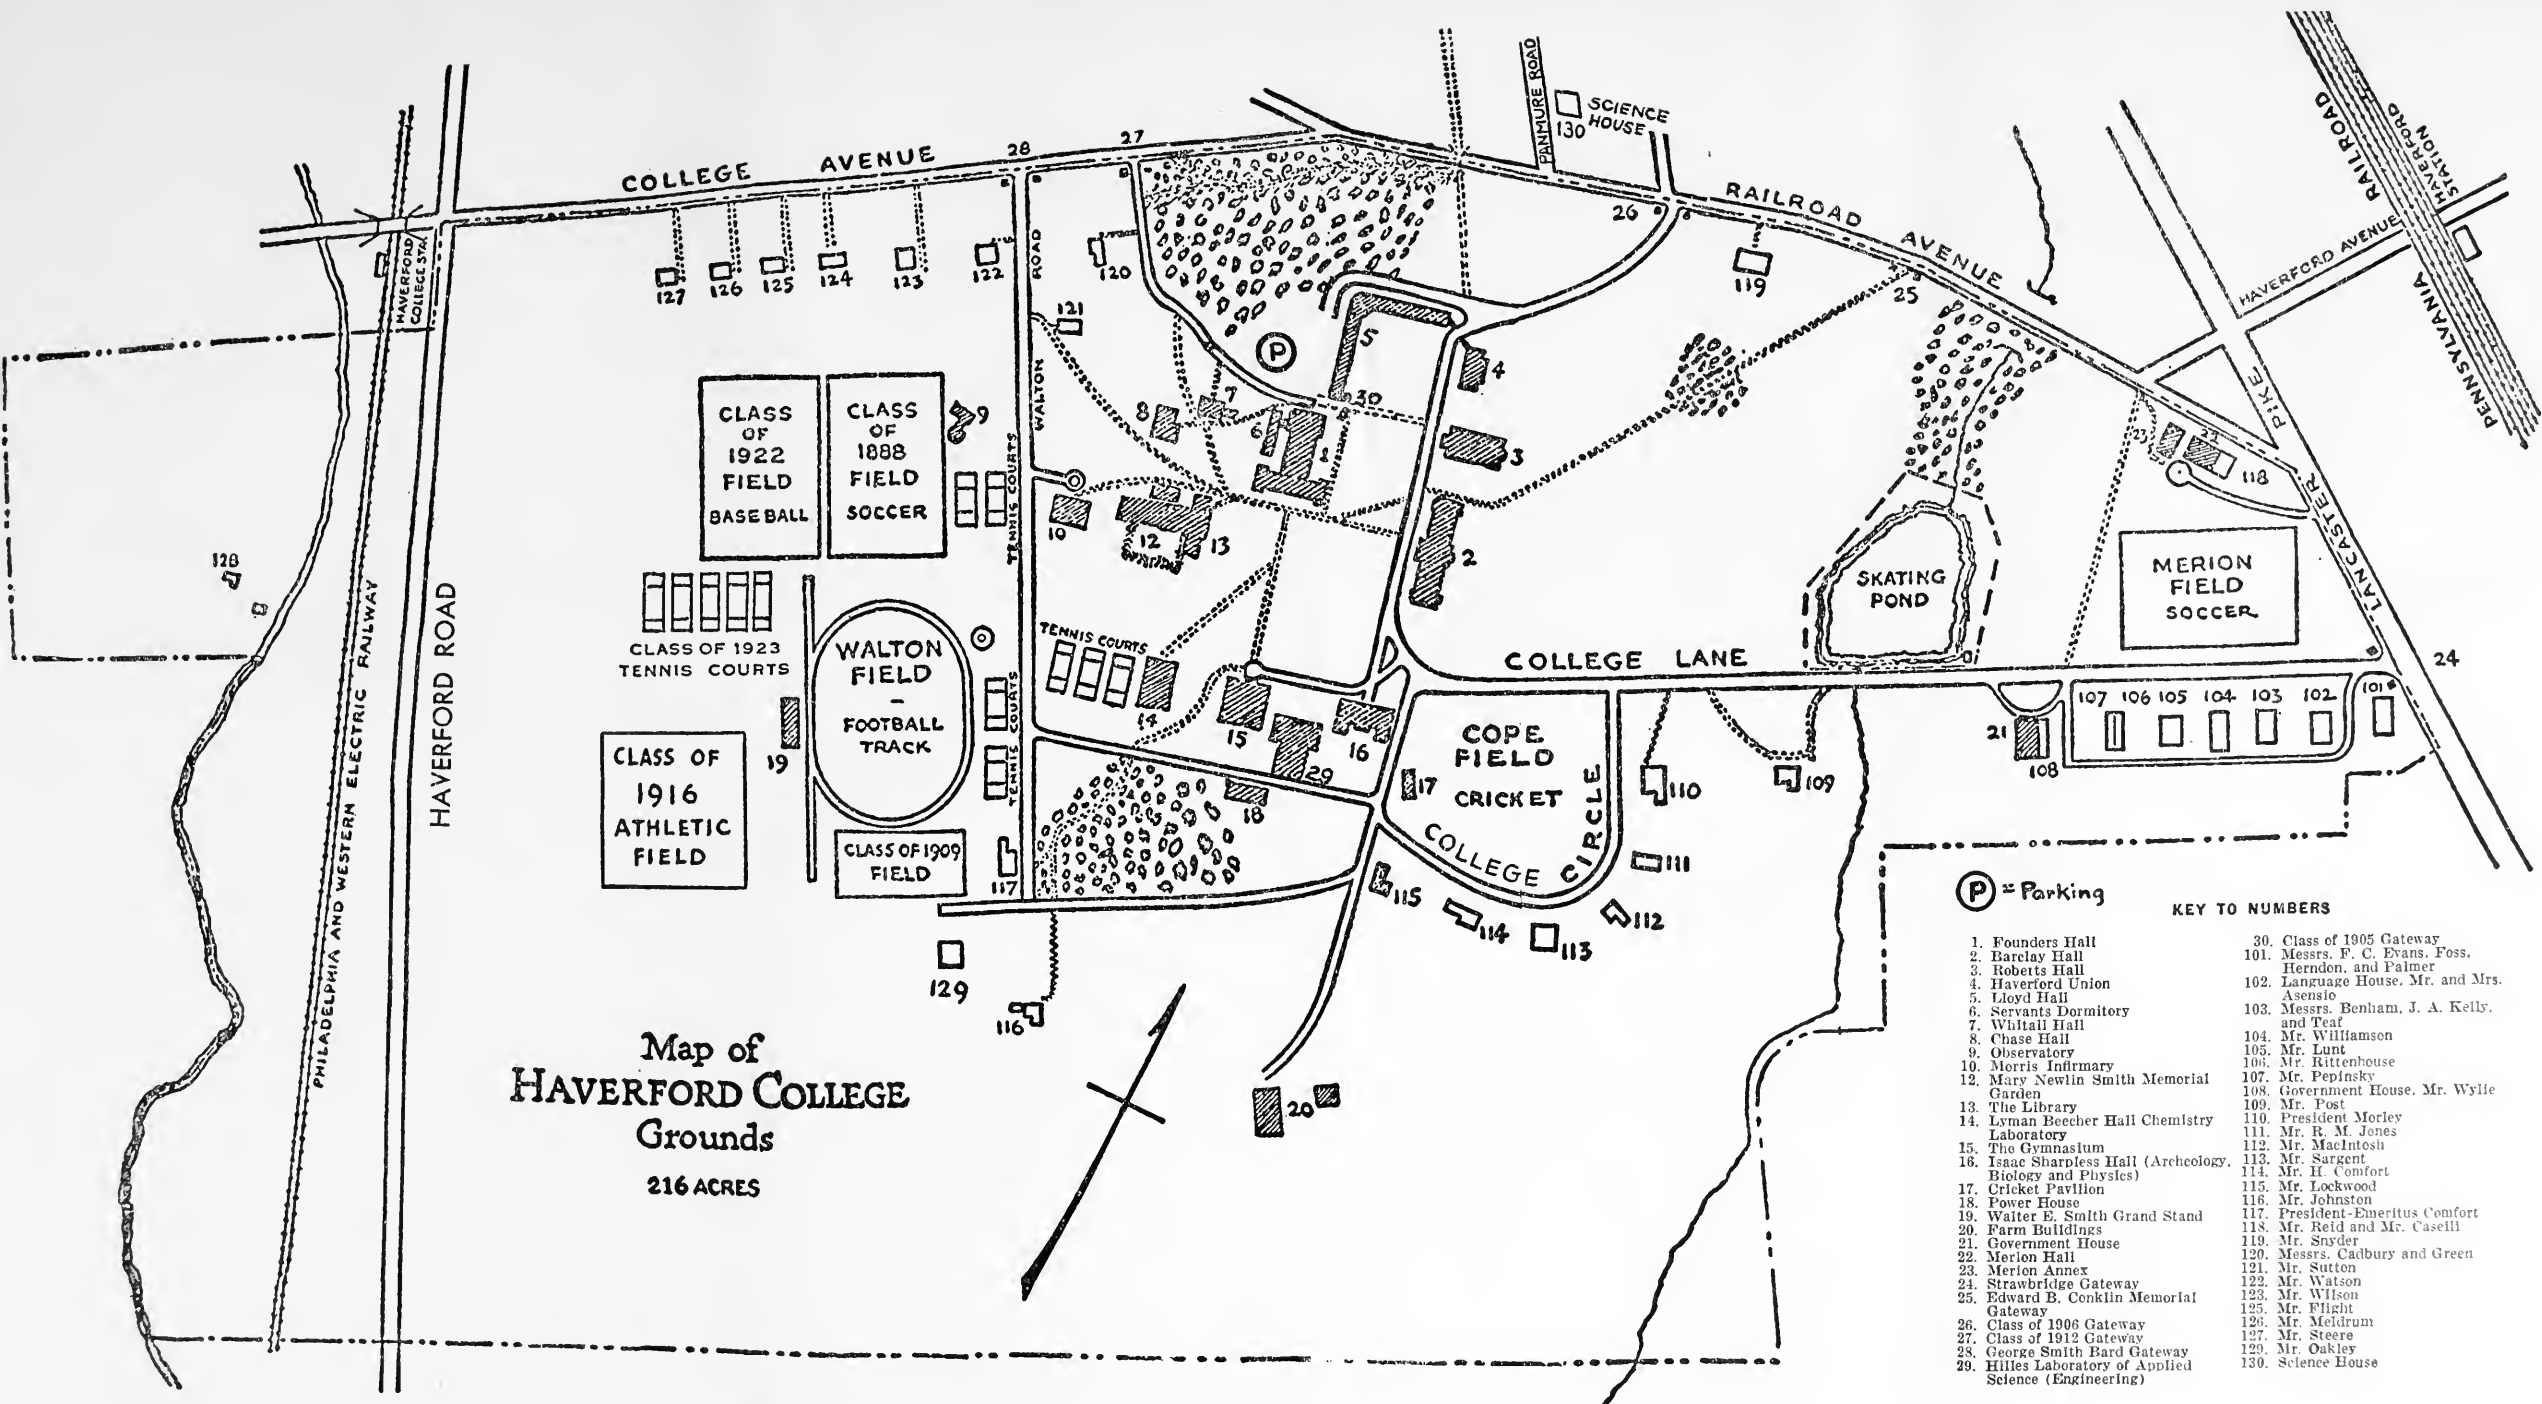 COLLEGE AVENUE
28
27
PANMURE ROAD
SCIENCE
HOUSE
130
26
RAILROAD AVENUE
25
RAILROAD
HAVERFORD
STATION
HAVERFORD AVENUE
PENNSYLVANIA
LANCASTER PIKE
HAVERFORD
COLLEGE STA.
127
126
125
124
123
122
ROAD
120
121
119
WALTON
P
5
4
30
7
8
6
1
3
9
CLASS
OF
1922
FIELD
BASEBALL
CLASS
OF
1888
FIELD
SOCCER
TENNIS COURTS
10
12
13
2
23
22
118
SKATING
POND
MERION
FIELD
SOCCER
128
PHILADELPHIA AND WESTERN ELECTRIC RAILWAY
HAVERFORD ROAD
CLASS OF 1923
TENNIS COURTS
WALTON
FIELD
-
FOOTBALL
TRACK
TENNIS COURTS
TENNIS COURTS
COLLEGE LANE
24
14
15
29
16
17
18
19
CLASS OF
1916
ATHLETIC
FIELD
CLASS OF 1909
FIELD
117
COPE
FIELD
CRICKET
COLLEGE CIRCLE
110
109
21
108
107 106 105 104 103 102 101
111
112
113
114
115
129
116
20
Map of
HAVERFORD COLLEGE
Grounds
216 ACRES
P = Parking
KEY TO NUMBERS
1. Founders Hall
2. Barclay Hall
3. Roberts Hall
4. Haverford Union
5. Lloyd Hall
6. Servants Dormitory
7. Whitall Hall
8. Chase Hall
9. Observatory
10. Morris Infirmary
12. Mary Newlin Smith Memorial
Garden
13. The Library
14. Lyman Beecher Hall Chemistry
Laboratory
15. The Gymnasium
16. Isaac Sharpless Hall (Archeology,
Biology and Physics)
17. Cricket Pavilion
18. Power House
19. Walter E. Smith Grand Stand
20. Farm Buildings
21. Government House
22. Merion Hall
23. Merion Annex
24. Strawbridge Gateway
25. Edward B. Conklin Memorial
Gateway
26. Class of 1906 Gateway
27. Class of 1912 Gateway
28. George Smith Bard Gateway
29. Hilles Laboratory of Applied
Science (Engineering)
30. Class of 1905 Gateway
101. Messrs. F. C. Evans, Foss,
Herndon, and Palmer
102. Language House, Mr. and Mrs.
Asensio
103. Messrs. Benham, J. A. Kelly,
and Teaf
104. Mr. Williamson
105. Mr. Lunt
106. Mr. Rittenhouse
107. Mr. Pepinsky
108. Government House, Mr. Wylie
109. Mr. Post
110. President Morley
111. Mr. R. M. Jones
112. Mr. MacIntosh
113. Mr. Sargent
114. Mr. H. Comfort
115. Mr. Lockwood
116. Mr. Johnston
117. President-Emeritus Comfort
118. Mr. Reid and Mr. Caselli
119. Mr. Snyder
120. Messrs. Cadbury and Green
121. Mr. Sutton
122. Mr. Watson
123. Mr. Wilson
125. Mr. Flight
126. Mr. Meldrum
127. Mr. Steere
129. Mr. Oakley
130. Science House